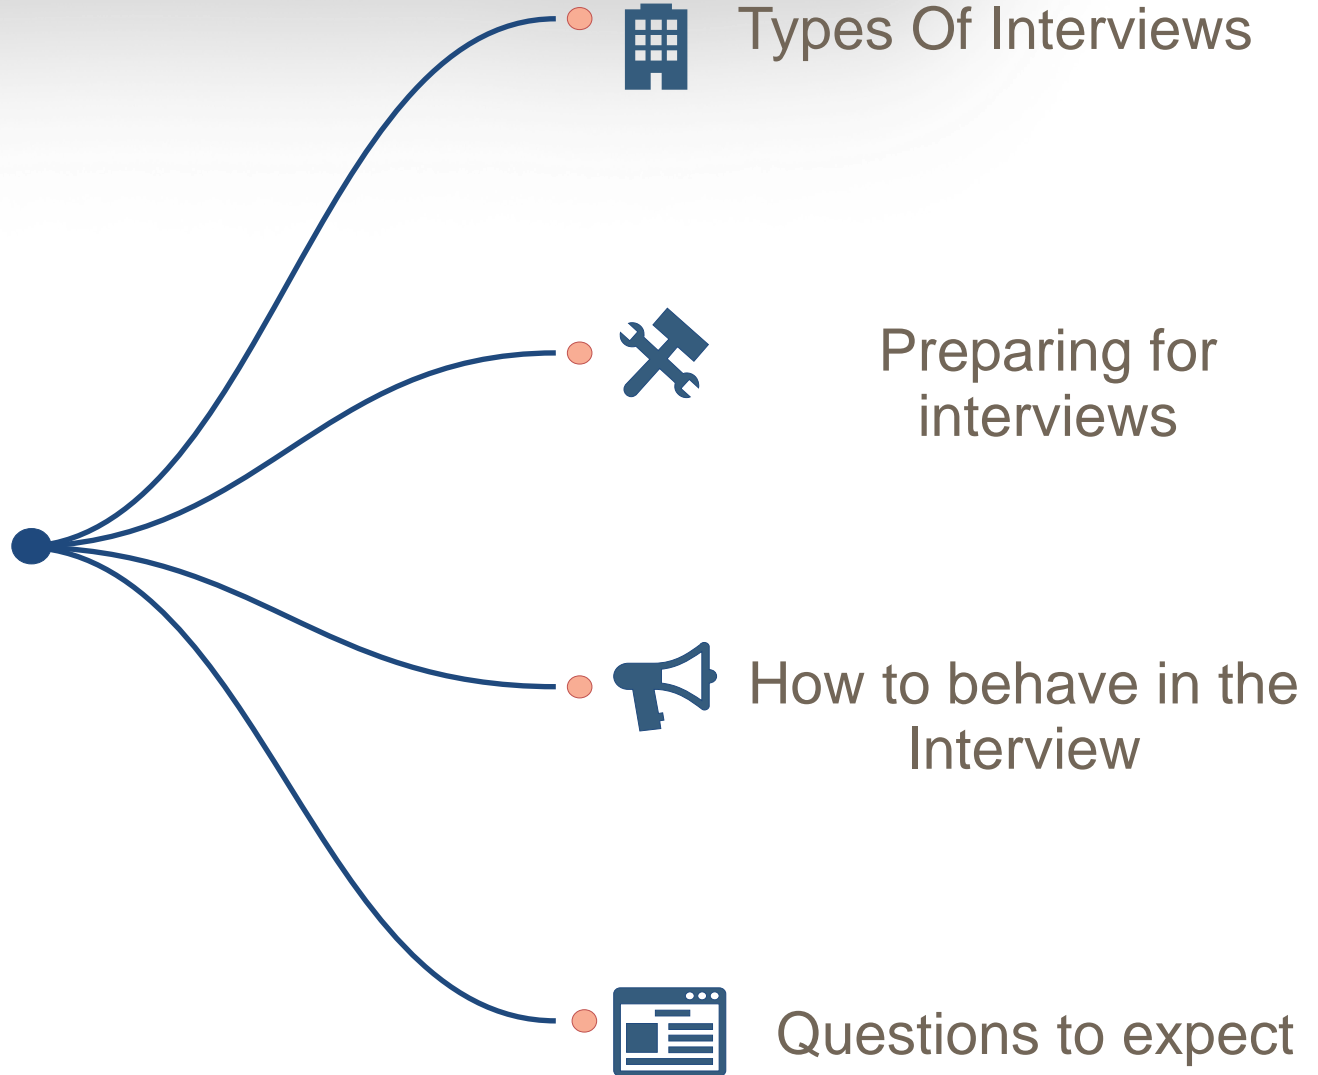 Types Of Interviews
Preparing for
interviews
How to behave in the
Interview
Questions to expect